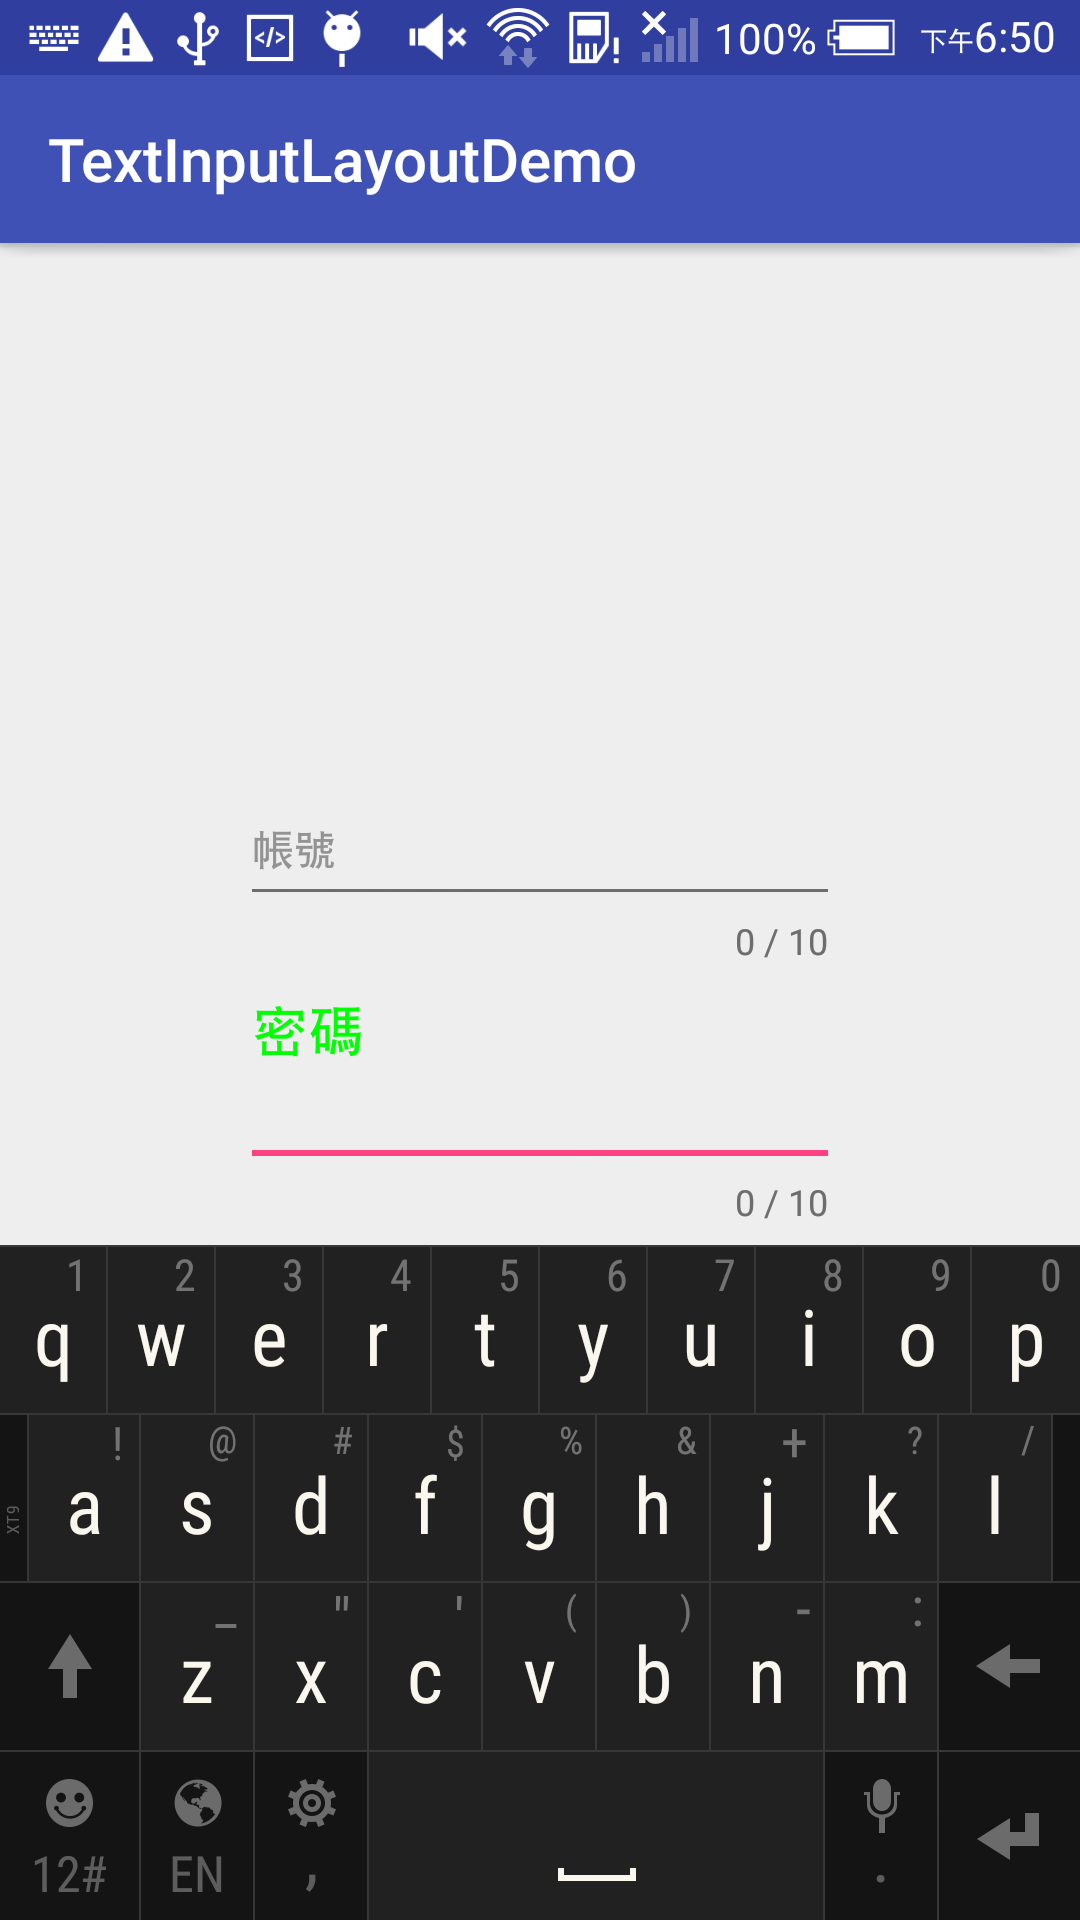 100% 下午6:50
TextInputLayoutDemo
帳號
0 / 10
密碼
0 / 10
1 2 3 4 5 6 7 8 9 0
q w e r t y u i o p
! @ # $ % & + ? /
XT9 a s d f g h j k l
_ " ' ( ) - :
z x c v b n m
12# EN , .